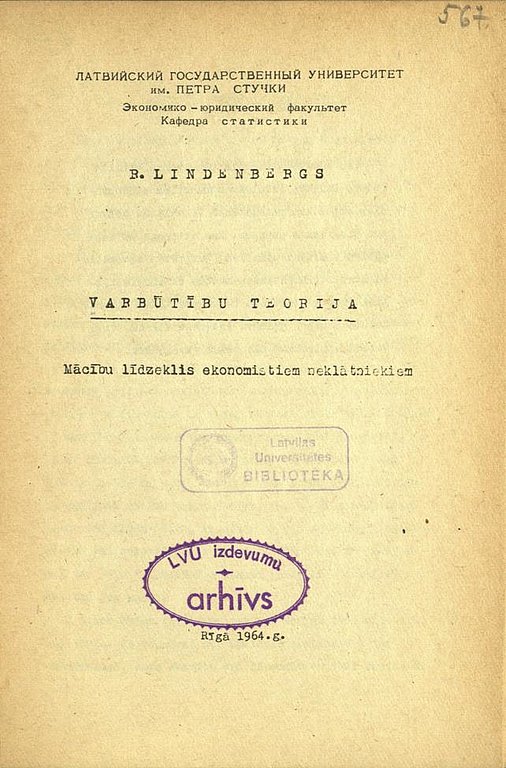 567.
ЛАТВИЙСКИЙ ГОСУДАРСТВЕННЫЙ УНИВЕРСИТЕТ
им. ПЕТРА СТУЧКИ
Экономико – юридический факультет
Кафедра статистики
B. LINDENBERGS
VARBŪTĪBU TEORIJA
Mācību līdzeklis ekonomistiem neklātniekiem
Latvijas
Universitātes
BIBLIOTĒKA
LVU izdevumu
arhīvs
Rīgā 1964.g.